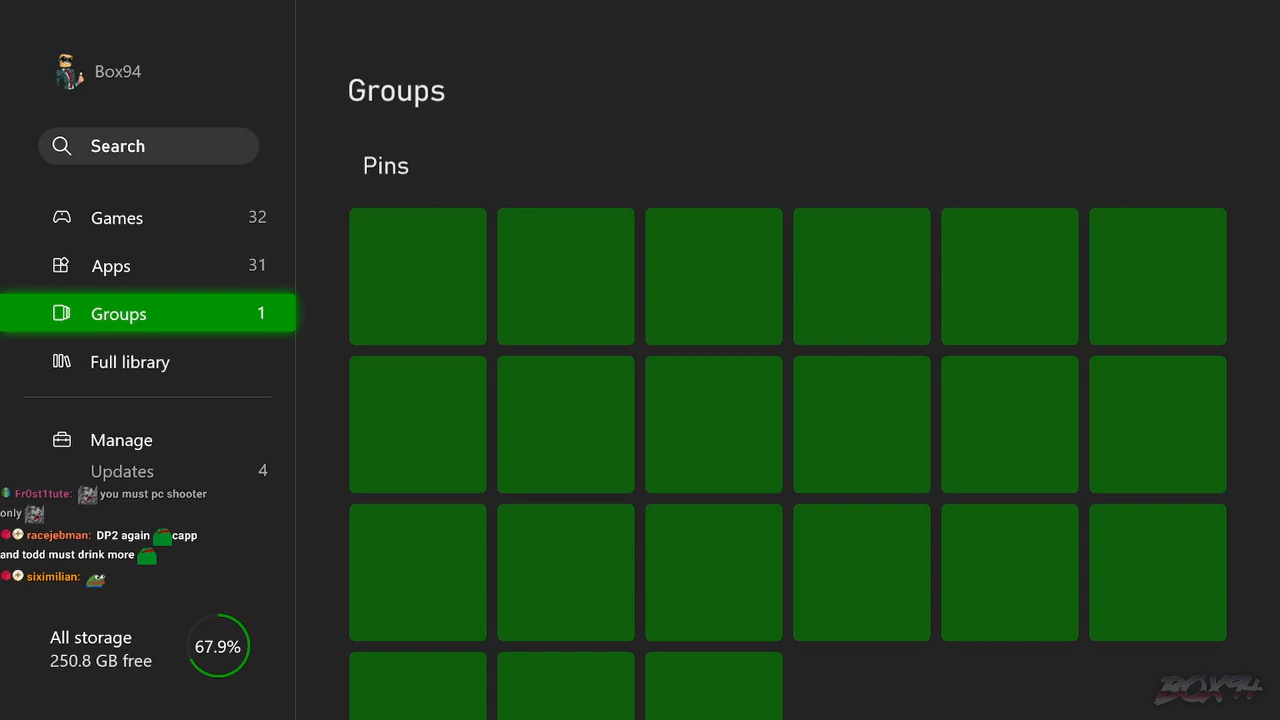 Box94
Search
Games 32
Apps 31
Groups 1
Full library
Manage
Updates 4
Fr0st1tute: you must pc shooter
only
racejebman: DP2 again capp
and todd must drink more
siximilian:
All storage
250.8 GB free
67.9%
Groups
Pins
BOX94